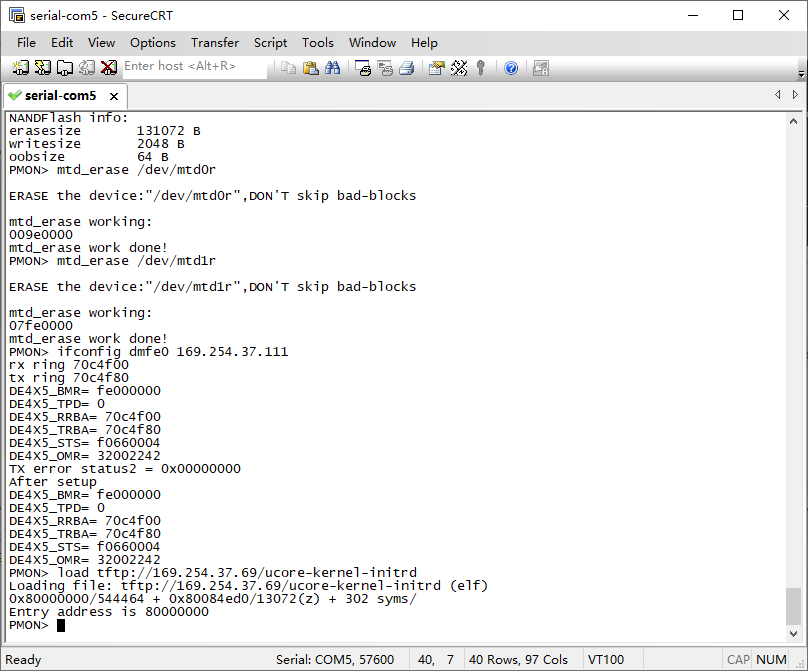 serial-com5 - SecureCRT
File Edit View Options Transfer Script Tools Window Help
Enter host <Alt+R>
serial-com5
NANDFlash info:
erasesize 131072 B
writesize 2048 B
oobsize 64 B
PMON> mtd_erase /dev/mtd0r
ERASE the device:"/dev/mtd0r",DON'T skip bad-blocks
mtd_erase working:
009e0000
mtd_erase work done!
PMON> mtd_erase /dev/mtd1r
ERASE the device:"/dev/mtd1r",DON'T skip bad-blocks
mtd_erase working:
07fe0000
mtd_erase work done!
PMON> ifconfig dmfe0 169.254.37.111
rx ring 70c4f00
tx ring 70c4f80
DE4X5_BMR= fe000000
DE4X5_TPD= 0
DE4X5_RRBA= 70c4f00
DE4X5_TRBA= 70c4f80
DE4X5_STS= f0660004
DE4X5_OMR= 32002242
TX error status2 = 0x00000000
After setup
DE4X5_BMR= fe000000
DE4X5_TPD= 0
DE4X5_RRBA= 70c4f00
DE4X5_TRBA= 70c4f80
DE4X5_STS= f0660004
DE4X5_OMR= 32002242
PMON> load tftp://169.254.37.69/ucore-kernel-initrd
Loading file: tftp://169.254.37.69/ucore-kernel-initrd (elf)
0x80000000/544464 + 0x80084ed0/13072(z) + 302 syms/
Entry address is 80000000
PMON>
Ready Serial: COM5, 57600 40, 7 40 Rows, 97 Cols VT100 CAP NUM